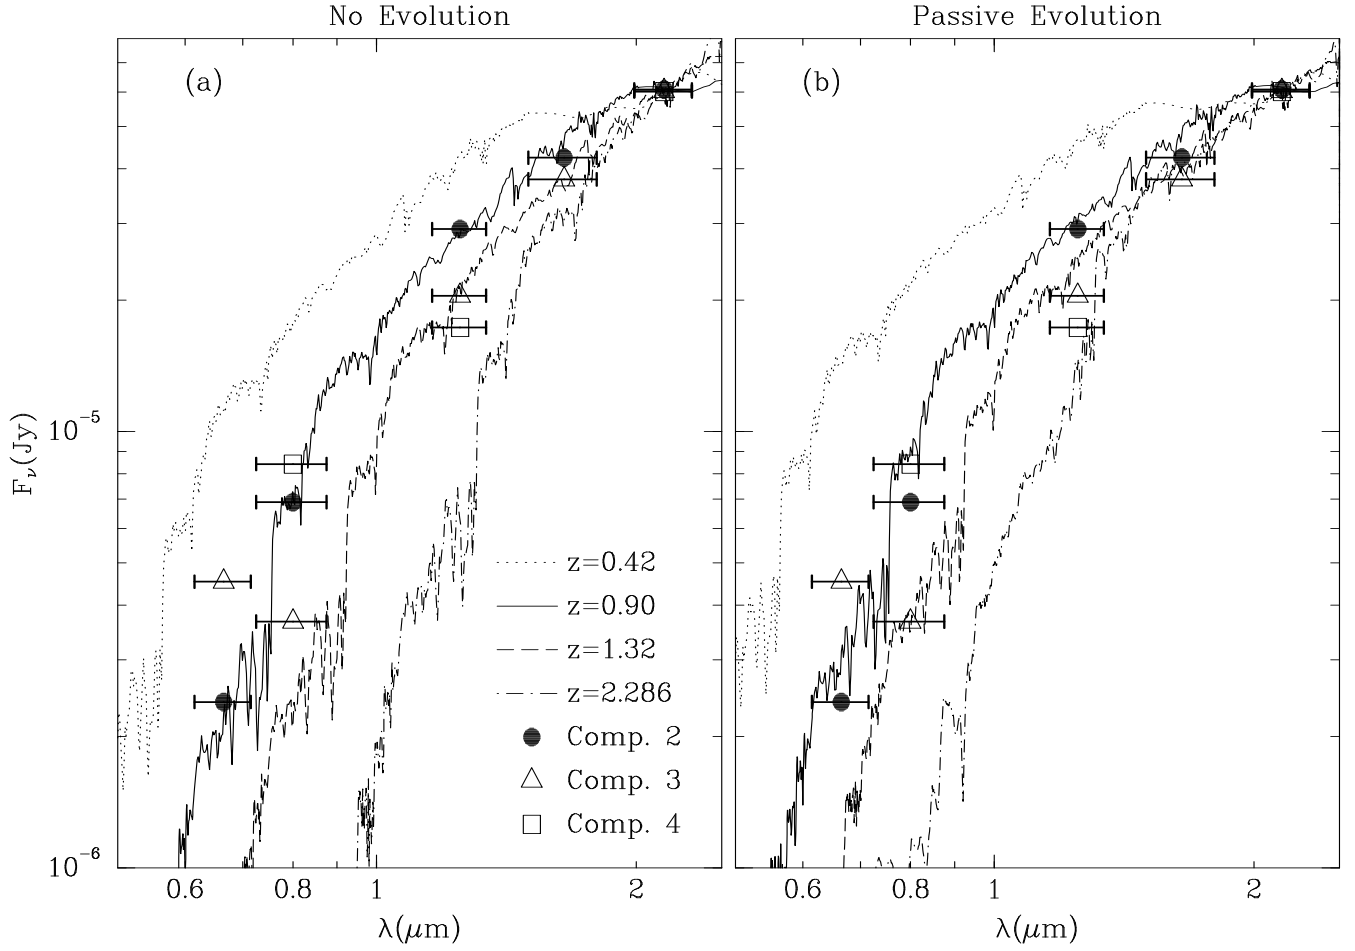 No Evolution
Passive Evolution
(a)
(b)
F_ν(Jy)
10^-5
10^-6
z=0.42
z=0.90
z=1.32
z=2.286
Comp. 2
Comp. 3
Comp. 4
0.6 0.8 1 2
0.6 0.8 1 2
λ(μm)
λ(μm)